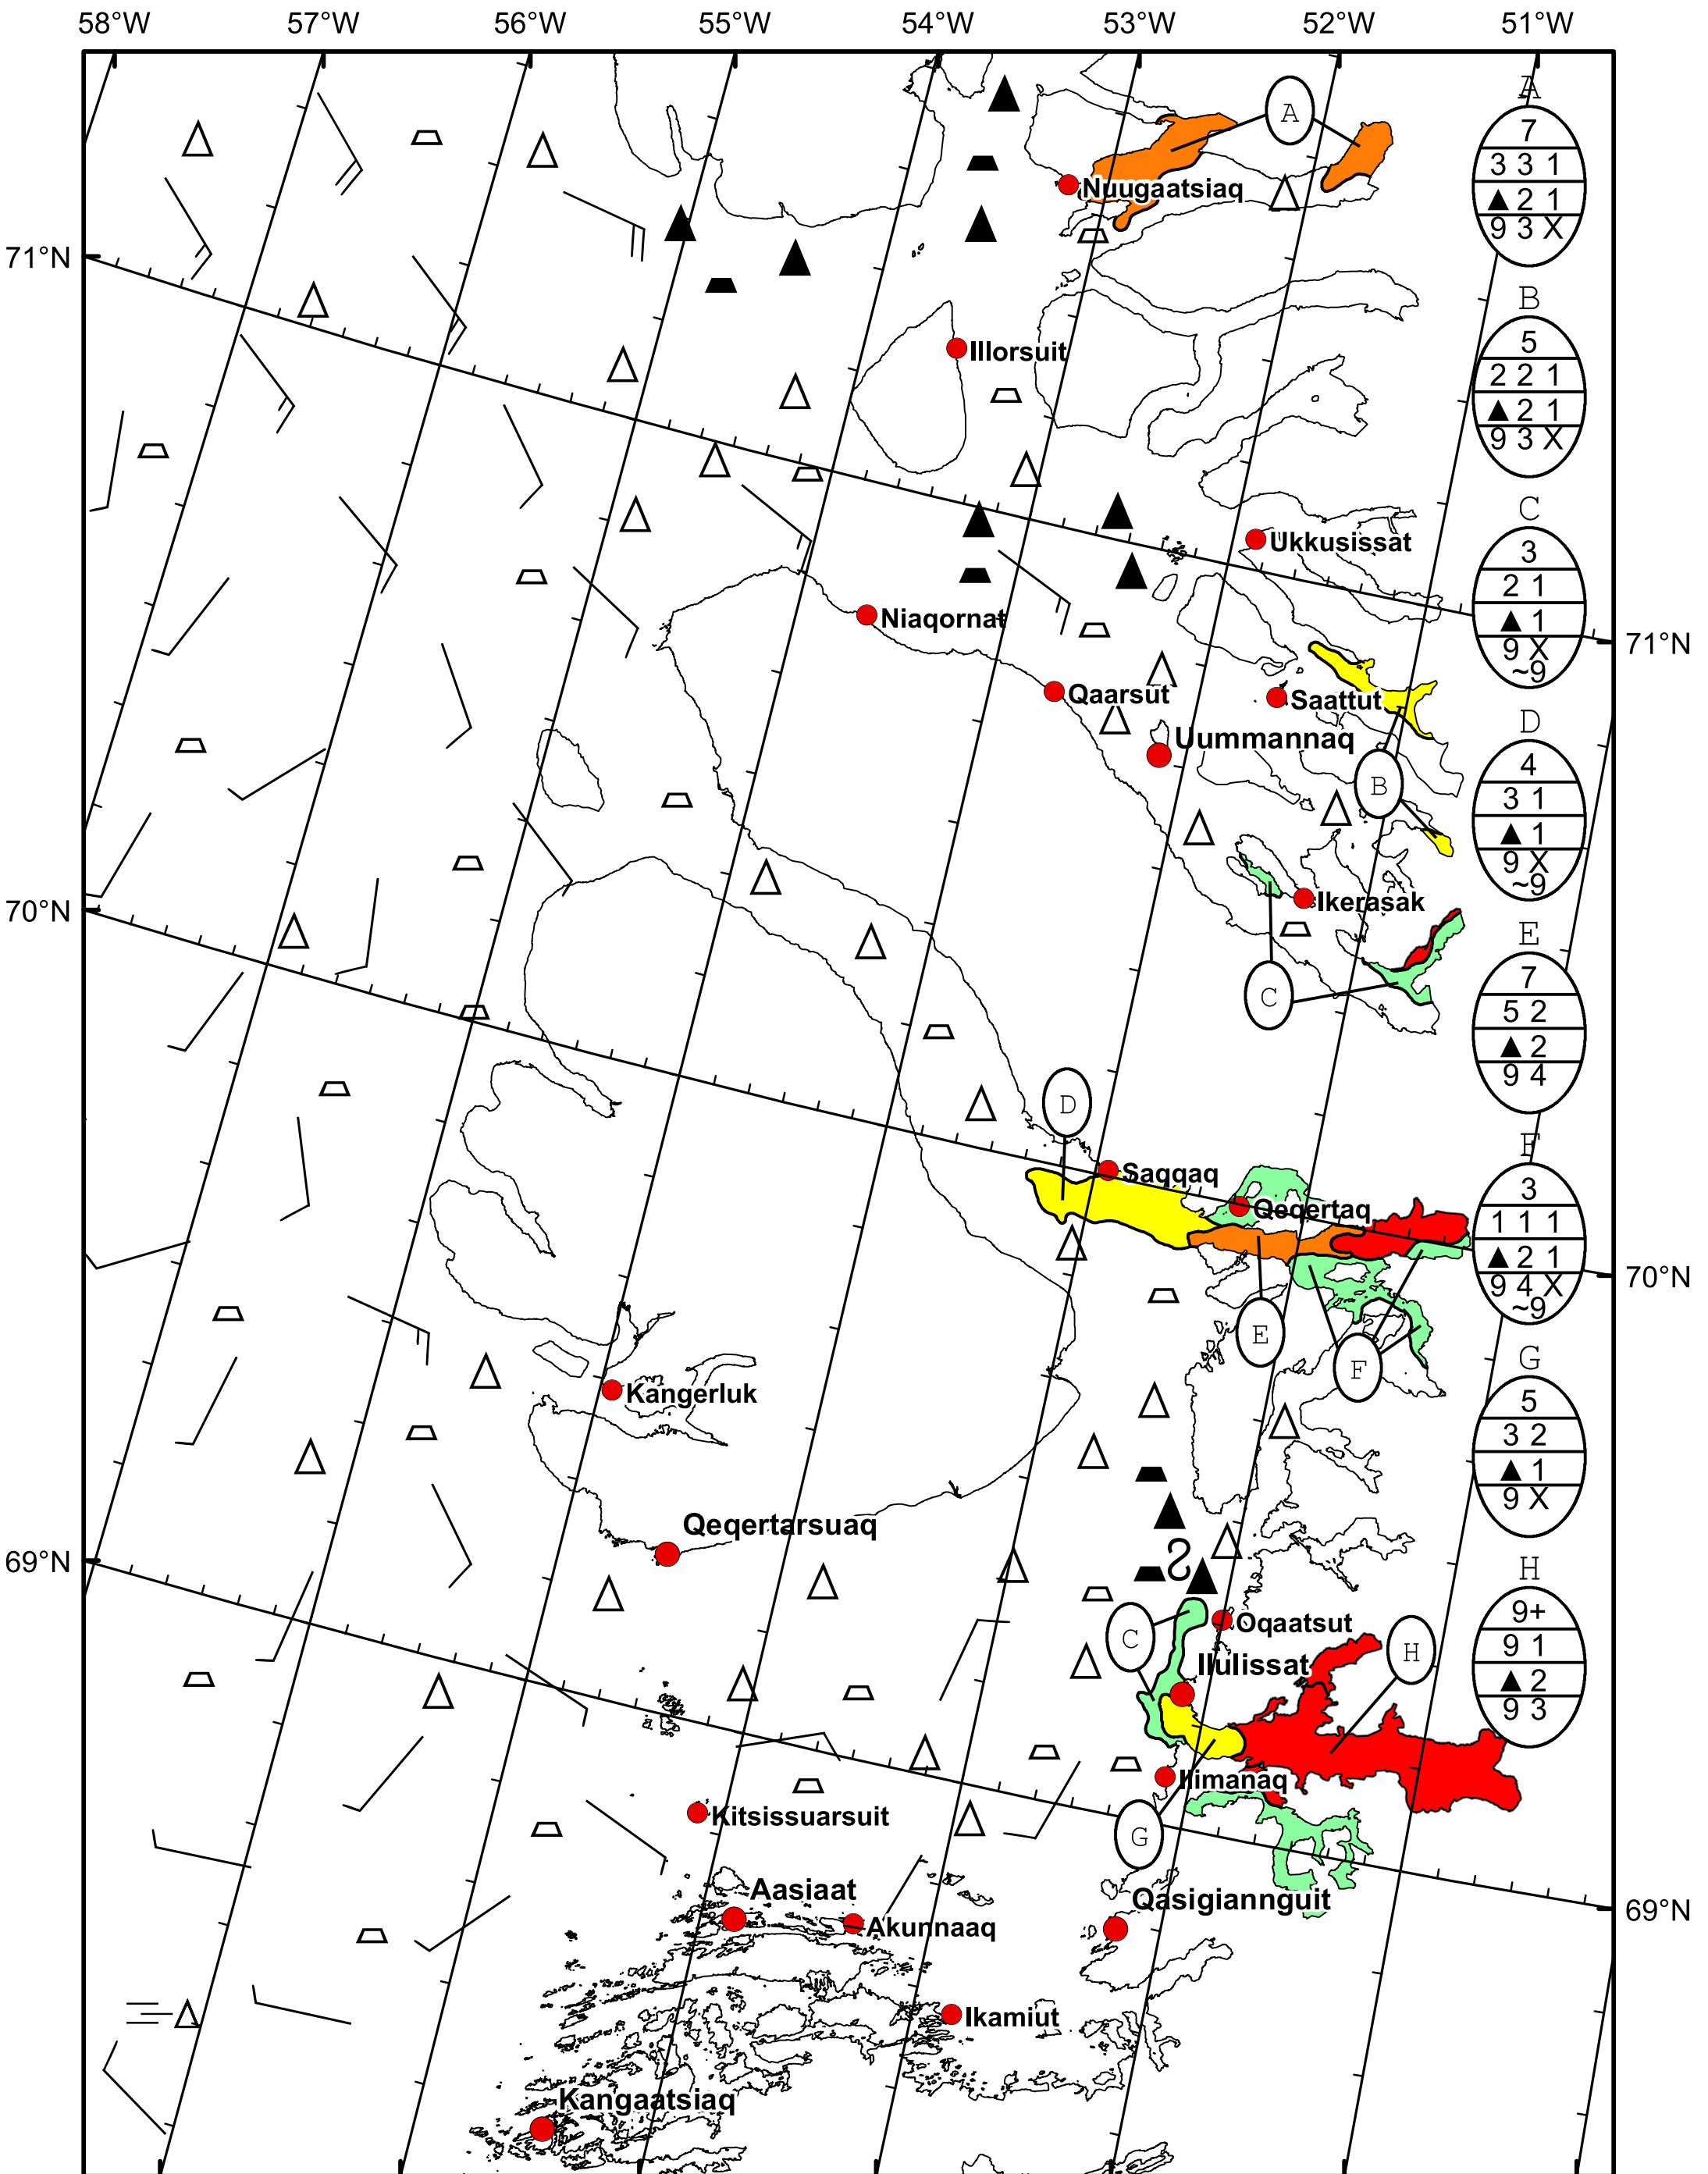 58°W 57°W 56°W 55°W 54°W 53°W 52°W 51°W
A
A
7
3 3 1
▲ 2 1
9 3 X
Nuugaatsiaq
71°N
B
5
2 2 1
▲ 2 1
9 3 X
Illorsuit
C
3
2 1
▲ 1
9 X
~9
Ukkusissat
Niaqornat
71°N
Qaarsut
Saattut
Uummannaq
B
D
4
3 1
▲ 1
9 X
~9
70°N
Ikerasak
C
E
7
5 2
▲ 2
9 4
D
Saqqaq
Qeqertaq
F
3
1 1 1
▲ 2 1
9 4 X
~9
70°N
E
F
Kangerluk
G
5
3 2
▲ 1
9 X
Qeqertarsuaq
69°N
H
9+
9 1
▲ 2
9 3
Oqaatsut
C
H
Ilulissat
Ilimanaq
Kitsissuarsuit
G
Aasiaat
Qasigiannguit
Akunnaaq
69°N
Ikamiut
Kangaatsiaq